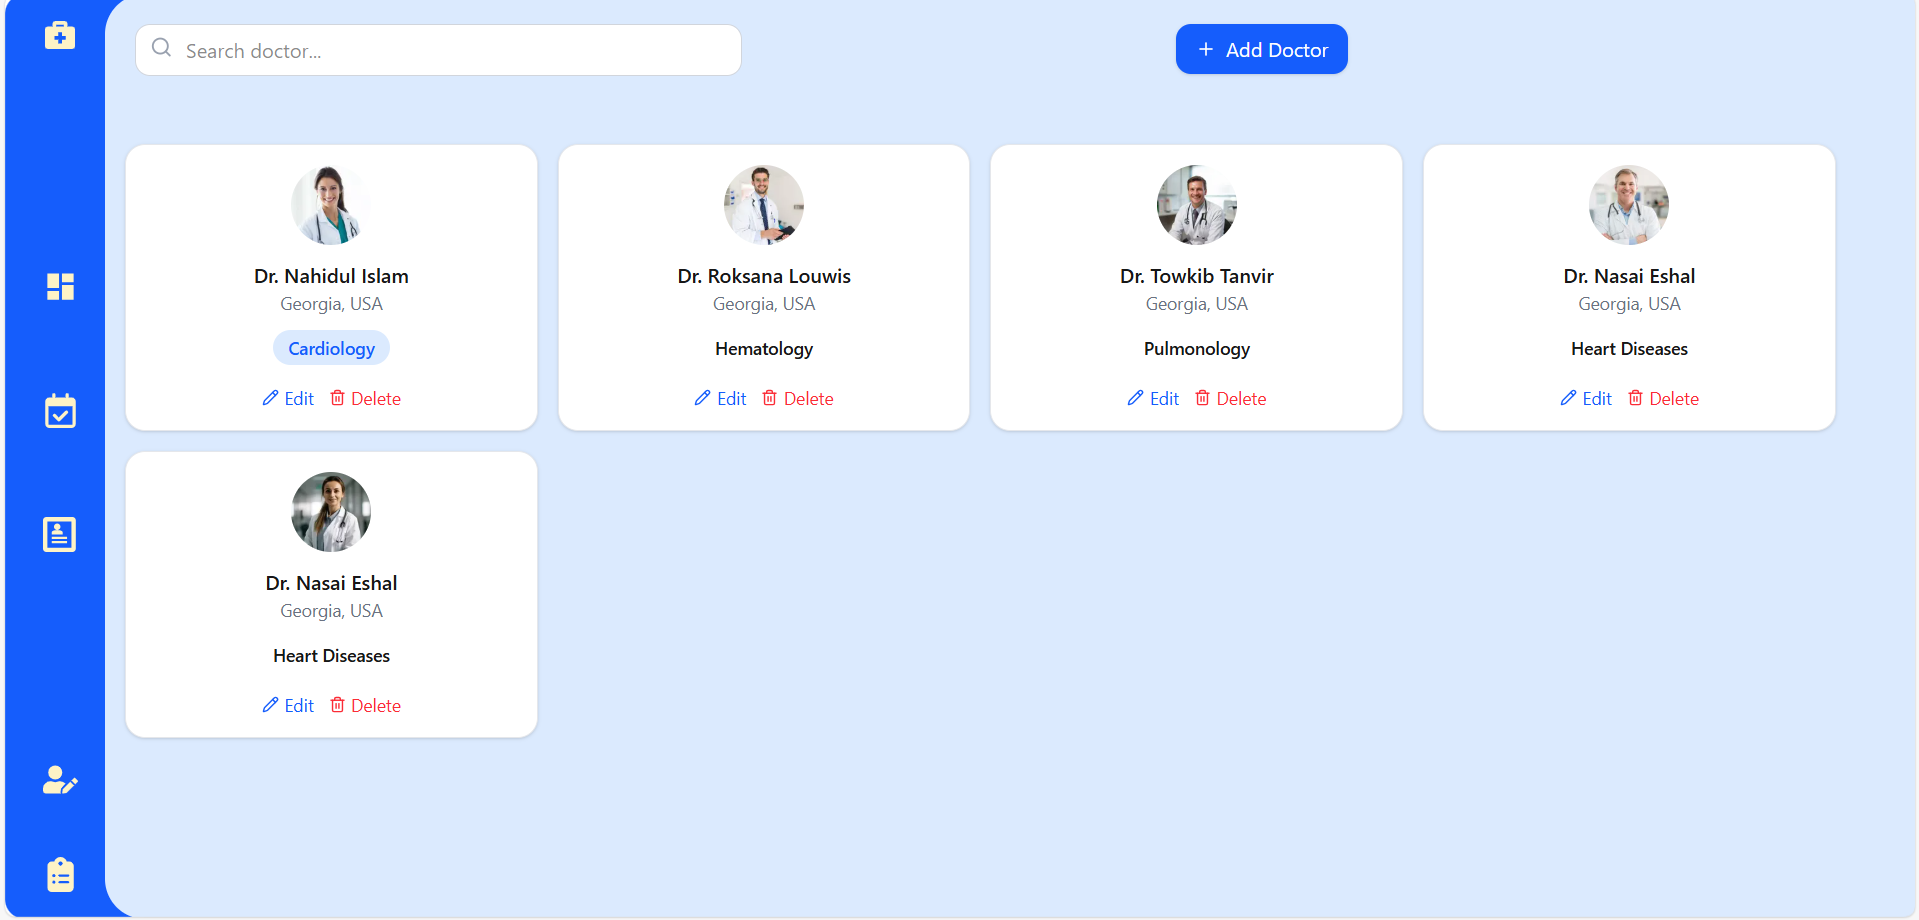 Search doctor...
+ Add Doctor
Dr. Nahidul Islam
Georgia, USA
Cardiology
Edit Delete
Dr. Roksana Louwis
Georgia, USA
Hematology
Edit Delete
Dr. Towkib Tanvir
Georgia, USA
Pulmonology
Edit Delete
Dr. Nasai Eshal
Georgia, USA
Heart Diseases
Edit Delete
Dr. Nasai Eshal
Georgia, USA
Heart Diseases
Edit Delete